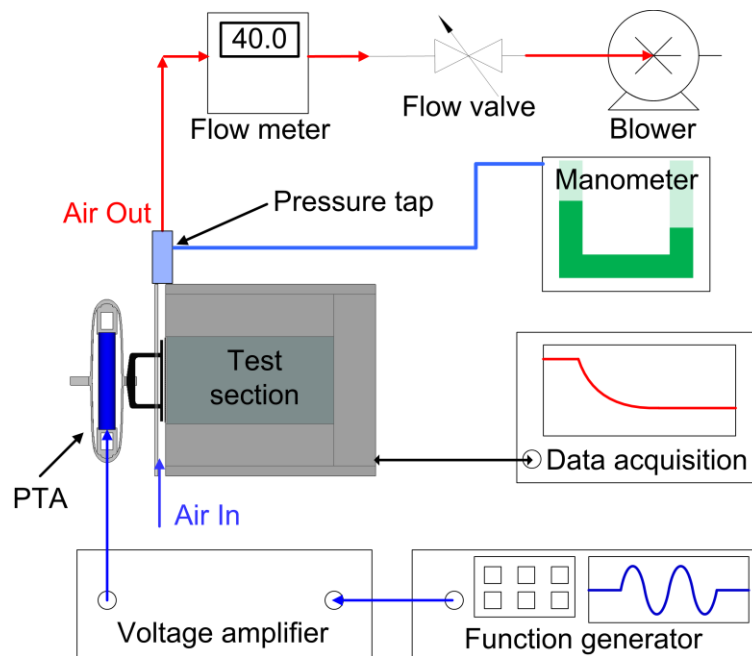 40.0
Flow meter
Flow valve
Blower
Manometer
Air Out
Pressure tap
Test
section
PTA
Air In
Data acquisition
Voltage amplifier
Function generator